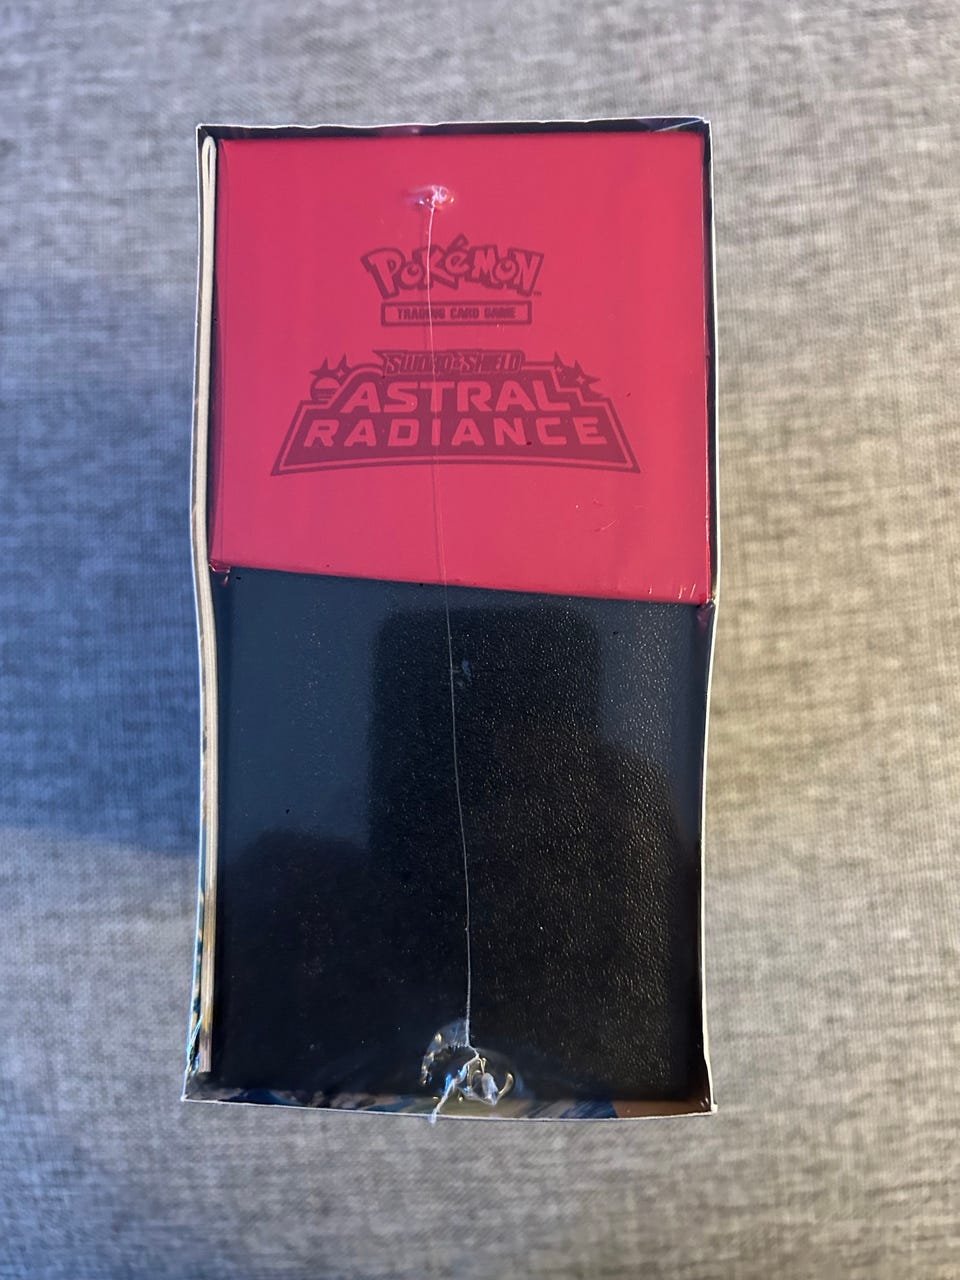 POKéMON
TRADING CARD GAME
SWORD & SHIELD
ASTRAL
RADIANCE